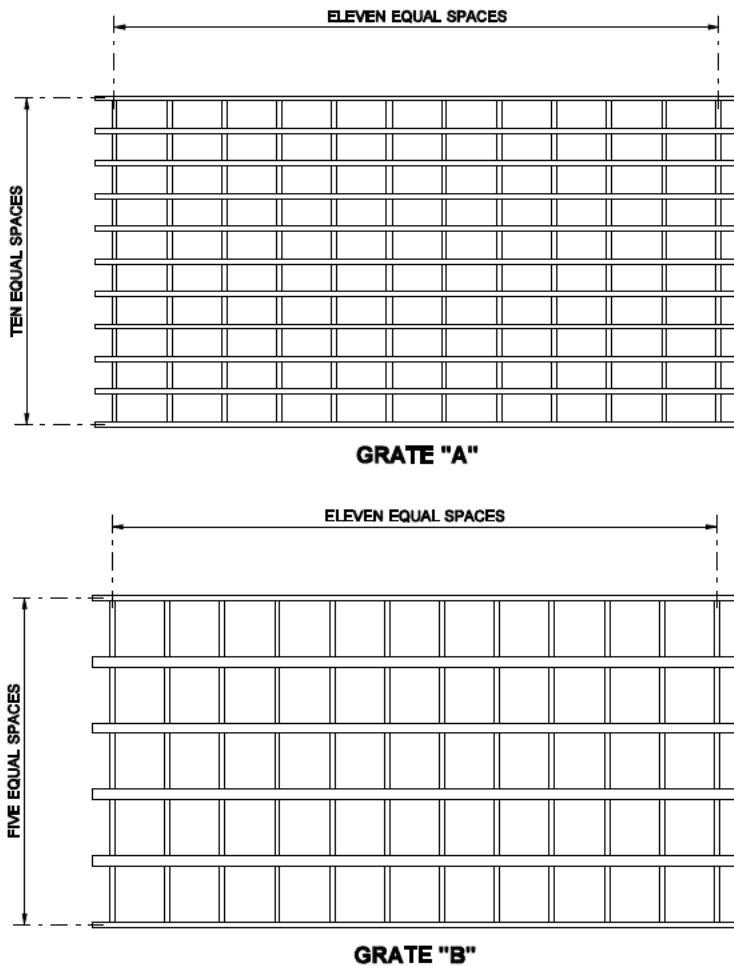 ELEVEN EQUAL SPACES
TEN EQUAL SPACES
GRATE "A"
ELEVEN EQUAL SPACES
FIVE EQUAL SPACES
GRATE "B"